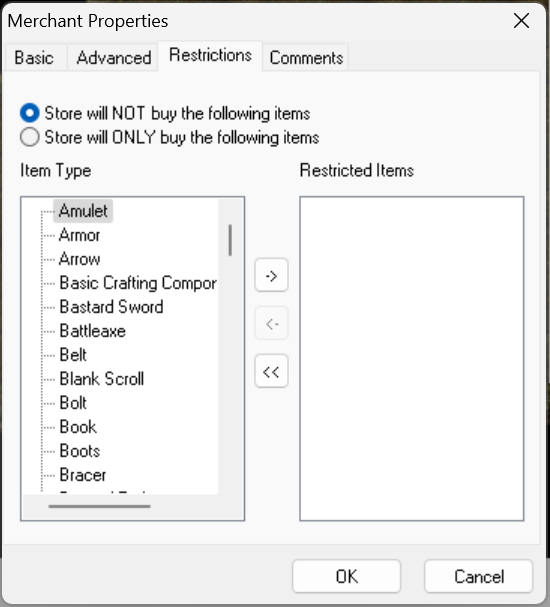 Merchant Properties
Basic Advanced Restrictions Comments
Store will NOT buy the following items
Store will ONLY buy the following items
Item Type
Restricted Items
Amulet
Armor
Arrow
Basic Crafting Compor
Bastard Sword
Battleaxe
Belt
Blank Scroll
Bolt
Book
Boots
Bracer
->
<-
<<
OK
Cancel